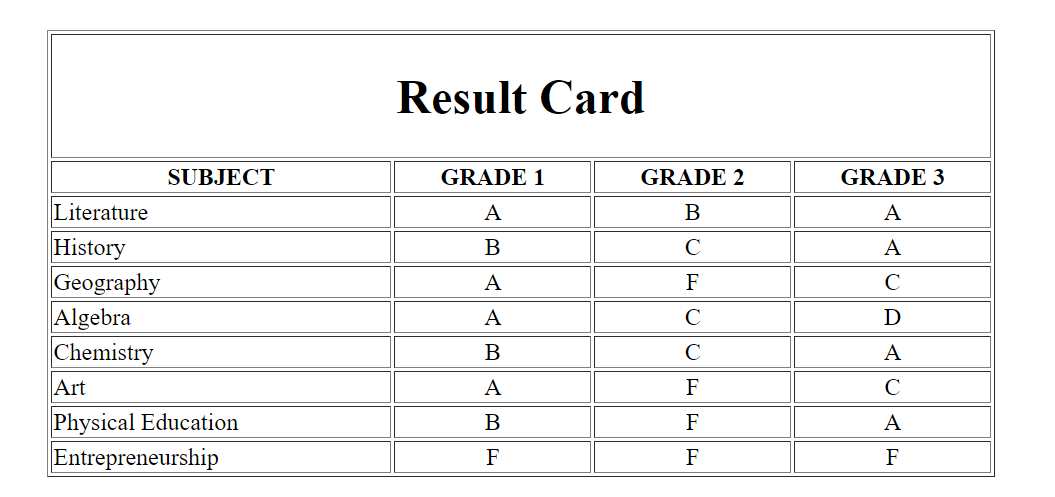 Result Card
SUBJECT GRADE 1 GRADE 2 GRADE 3
Literature A B A
History B C A
Geography A F C
Algebra A C D
Chemistry B C A
Art A F C
Physical Education B F A
Entrepreneurship F F F